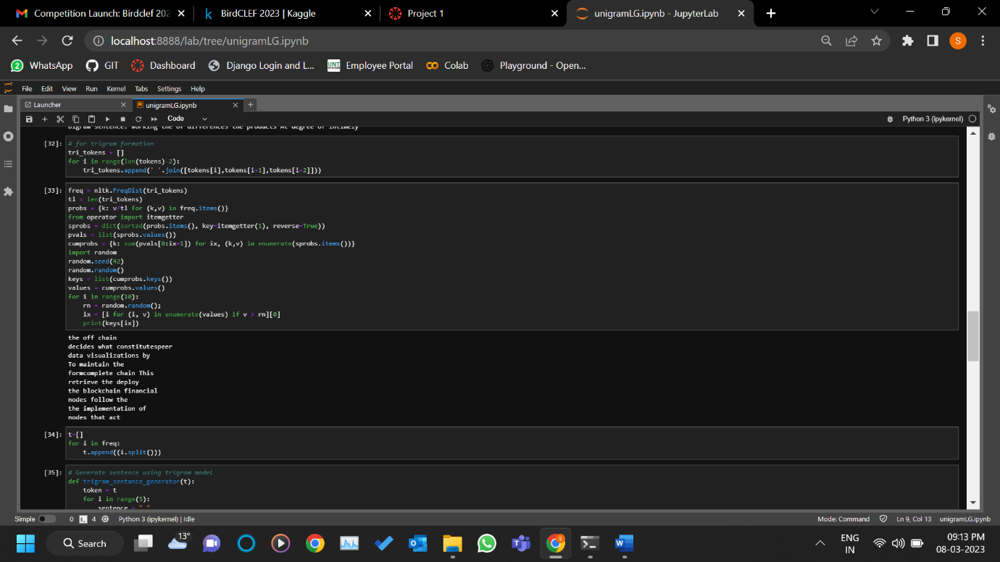 Competition Launch: Birdclef 202
BirdCLEF 2023 | Kaggle
Project 1
unigramLG.ipynb - JupyterLab
localhost:8888/lab/tree/unigramLG.ipynb
S
WhatsApp
GIT
Dashboard
Django Login and L...
Employee Portal
Colab
Playground - Open...
File Edit View Run Kernel Tabs Settings Help
Launcher
unigramLG.ipynb
Code
Python 3 (ipykernel)
Bigram Sentence: Working the of differences the products At degree of intimely
[32]: # for trigram formation
tri_tokens = []
for i in range(len(tokens)-2):
tri_tokens.append(' '.join([tokens[i],tokens[i+1],tokens[i+2]]))
[33]: freq = nltk.FreqDist(tri_tokens)
tl = len(tri_tokens)
probs = {k: v/tl for (k,v) in freq.items()}
from operator import itemgetter
sprobs = dict(sorted(probs.items(), key=itemgetter(1), reverse=True))
pvals = list(sprobs.values())
cumprobs = {k: sum(pvals[0:ix+1]) for ix, (k,v) in enumerate(sprobs.items())}
import random
random.seed(42)
random.random()
keys = list(cumprobs.keys())
values = cumprobs.values()
for i in range(10):
rn = random.random();
ix = [i for (i, v) in enumerate(values) if v > rn][0]
print(keys[ix])
the off chain
decides what constitutespeer
data visualizations by
To maintain the
formcomplete chain This
retrieve the deploy
the blockchain financial
nodes follow the
the implementation of
nodes that act
[34]: t=[]
for i in freq:
t.append((i.split()))
[35]: # Generate sentence using trigram model
def trigram_sentance_generator(t):
token = t
for i in range(5):
sentence = " "
Simple 0 4 Python 3 (ipykernel) | Idle
Mode: Command Ln 9, Col 13 unigramLG.ipynb
Search
13°
ENG
IN
09:13 PM
08-03-2023